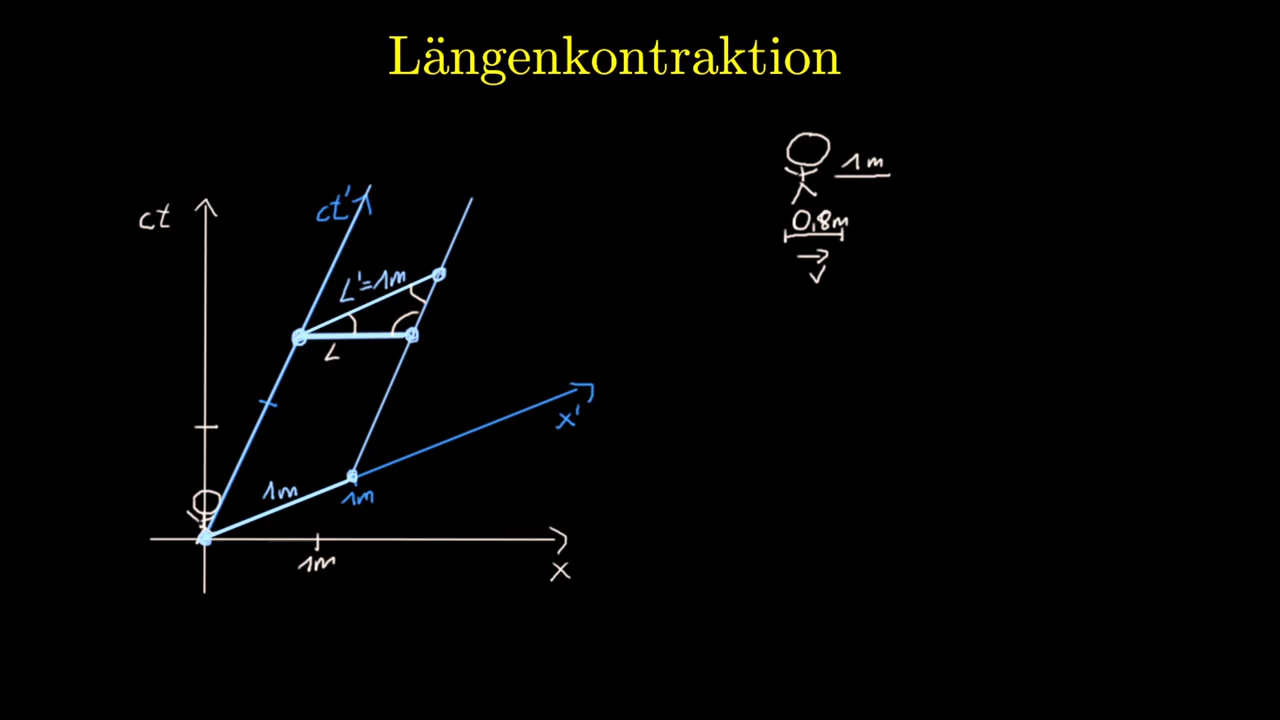 Längenkontraktion
1m
0,8m
v
ct
ct'
L'=1m
L
x'
1m
1m
1m
x